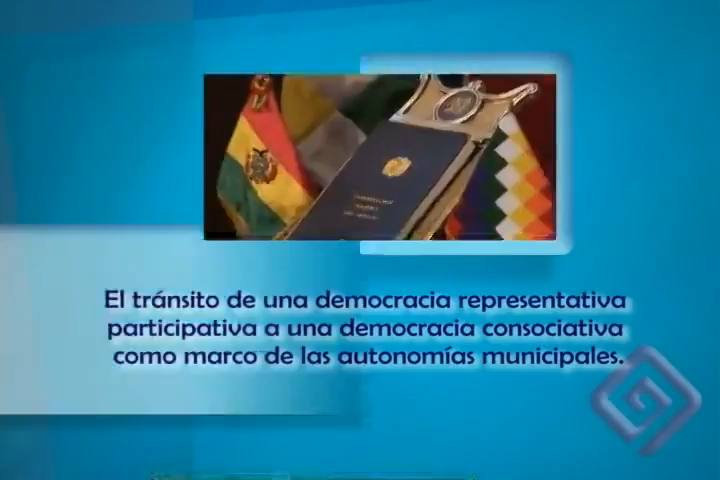 El tránsito de una democracia representativa
participativa a una democracia consociativa
como marco de las autonomías municipales.